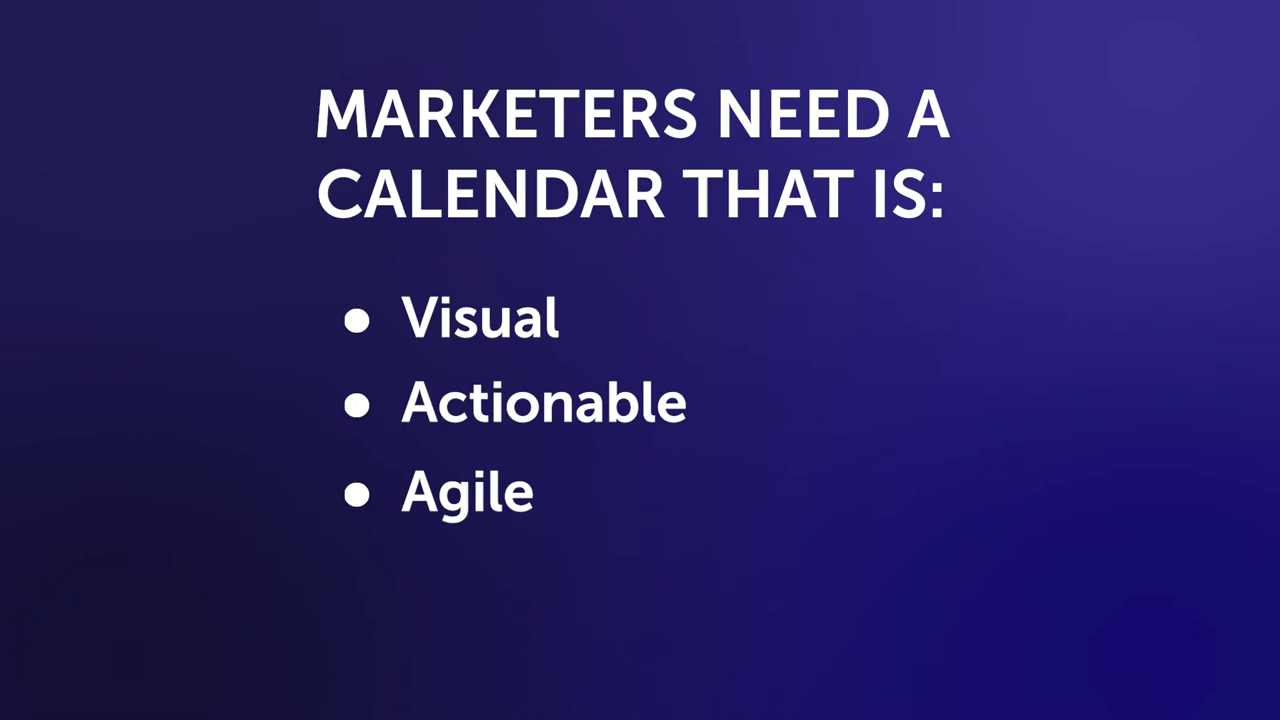 MARKETERS NEED A
CALENDAR THAT IS:
● Visual
● Actionable
● Agile